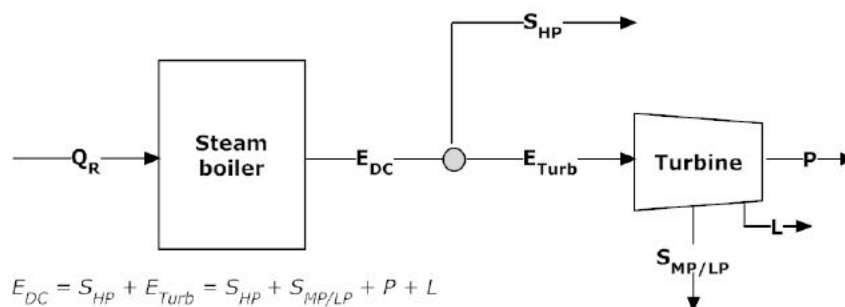 S_HP
Steam
boiler
Q_R
E_DC
E_Turb
Turbine
P
L
S_MP/LP
E_DC = S_HP + E_Turb = S_HP + S_MP/LP + P + L